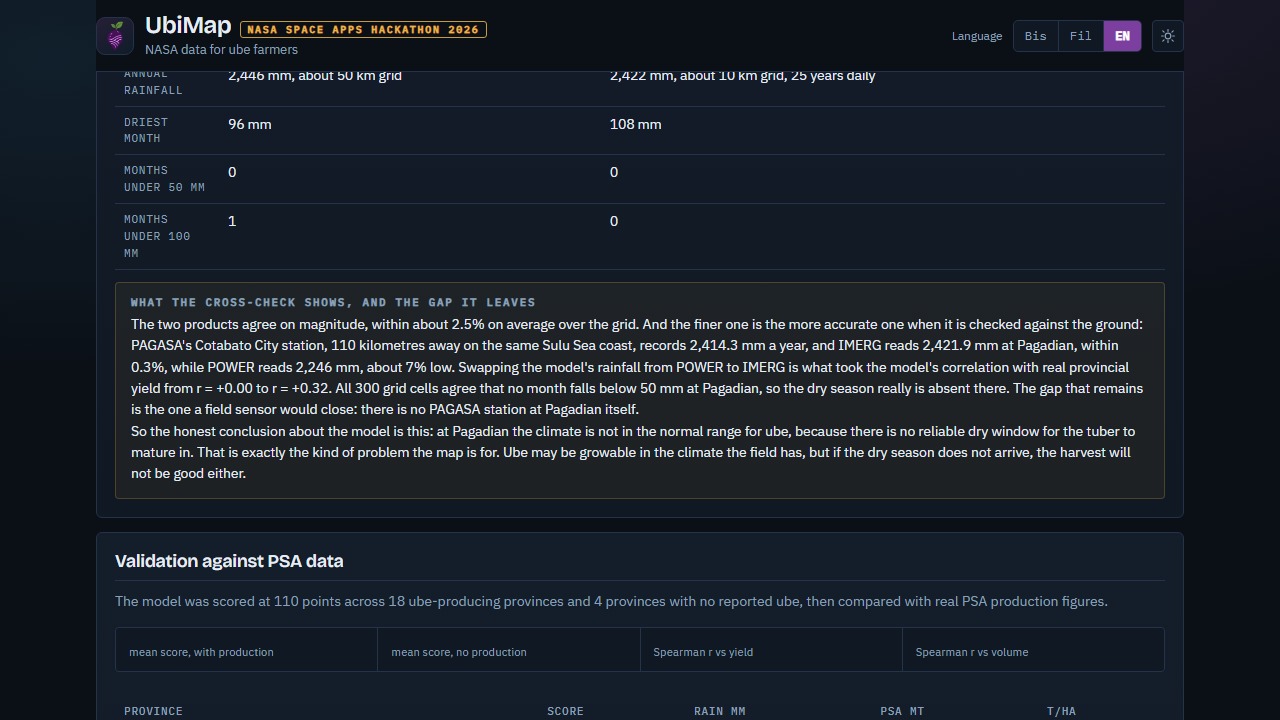 UbiMap NASA SPACE APPS HACKATHON 2026
NASA data for ube farmers
Language Bis Fil EN
ANNUAL RAINFALL 2,446 mm, about 50 km grid 2,422 mm, about 10 km grid, 25 years daily
DRIEST MONTH 96 mm 108 mm
MONTHS UNDER 50 MM 0 0
MONTHS UNDER 100 MM 1 0
WHAT THE CROSS-CHECK SHOWS, AND THE GAP IT LEAVES
The two products agree on magnitude, within about 2.5% on average over the grid. And the finer one is the more accurate one when it is checked against the ground:
PAGASA's Cotabato City station, 110 kilometres away on the same Sulu Sea coast, records 2,414.3 mm a year, and IMERG reads 2,421.9 mm at Pagadian, within
0.3%, while POWER reads 2,246 mm, about 7% low. Swapping the model's rainfall from POWER to IMERG is what took the model's correlation with real provincial
yield from r = +0.00 to r = +0.32. All 300 grid cells agree that no month falls below 50 mm at Pagadian, so the dry season really is absent there. The gap that remains
is the one a field sensor would close: there is no PAGASA station at Pagadian itself.
So the honest conclusion about the model is this: at Pagadian the climate is not in the normal range for ube, because there is no reliable dry window for the tuber to
mature in. That is exactly the kind of problem the map is for. Ube may be growable in the climate the field has, but if the dry season does not arrive, the harvest will
not be good either.
Validation against PSA data
The model was scored at 110 points across 18 ube-producing provinces and 4 provinces with no reported ube, then compared with real PSA production figures.
mean score, with production mean score, no production Spearman r vs yield Spearman r vs volume
PROVINCE SCORE RAIN MM PSA MT T/HA